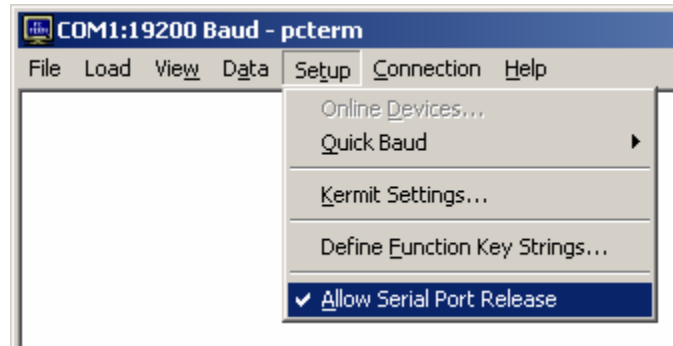 COM1:19200 Baud - pcterm
File Load View Data Setup Connection Help
Online Devices...
Quick Baud
Kermit Settings...
Define Function Key Strings...
Allow Serial Port Release